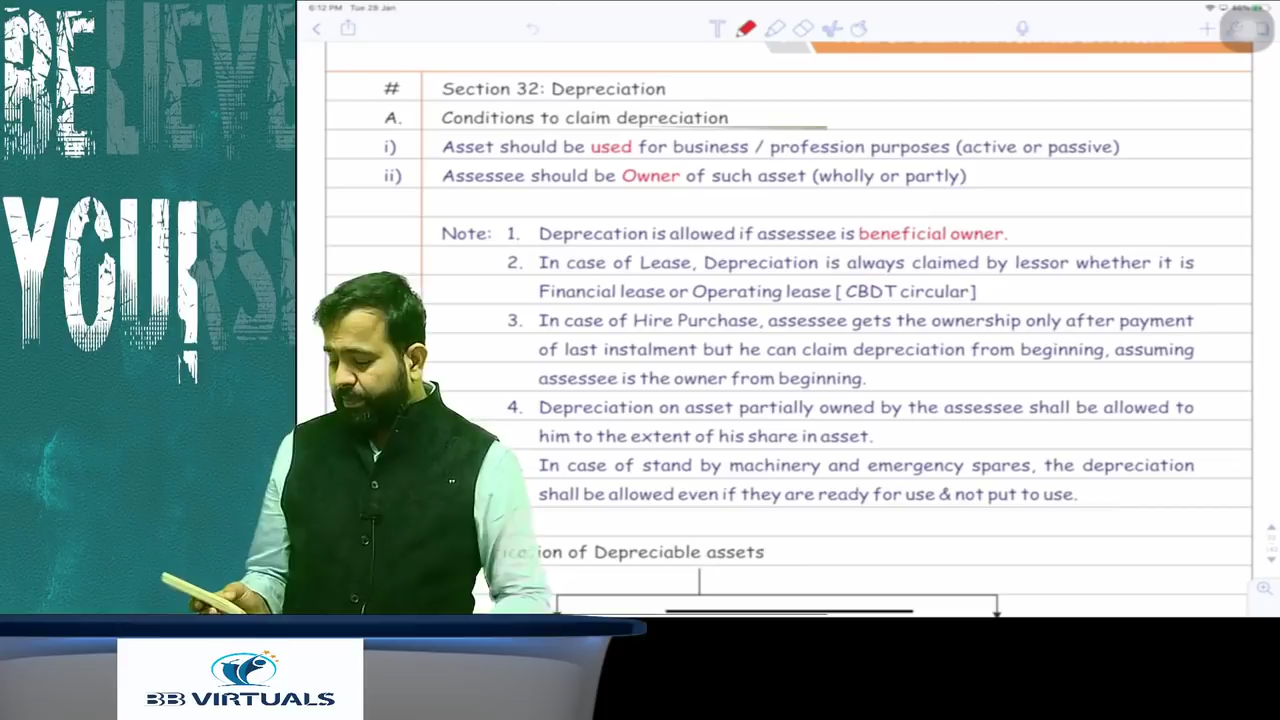 BELIEVE
YOURS
6:12 PM Tue 28 Jan
# Section 32: Depreciation
A. Conditions to claim depreciation
i) Asset should be used for business / profession purposes (active or passive)
ii) Assessee should be Owner of such asset (wholly or partly)
Note: 1. Deprecation is allowed if assessee is beneficial owner.
2. In case of Lease, Depreciation is always claimed by lessor whether it is
Financial lease or Operating lease [ CBDT circular]
3. In case of Hire Purchase, assessee gets the ownership only after payment
of last instalment but he can claim depreciation from beginning, assuming
assessee is the owner from beginning.
4. Depreciation on asset partially owned by the assessee shall be allowed to
him to the extent of his share in asset.
In case of stand by machinery and emergency spares, the depreciation
shall be allowed even if they are ready for use & not put to use.
ication of Depreciable assets
BB VIRTUALS